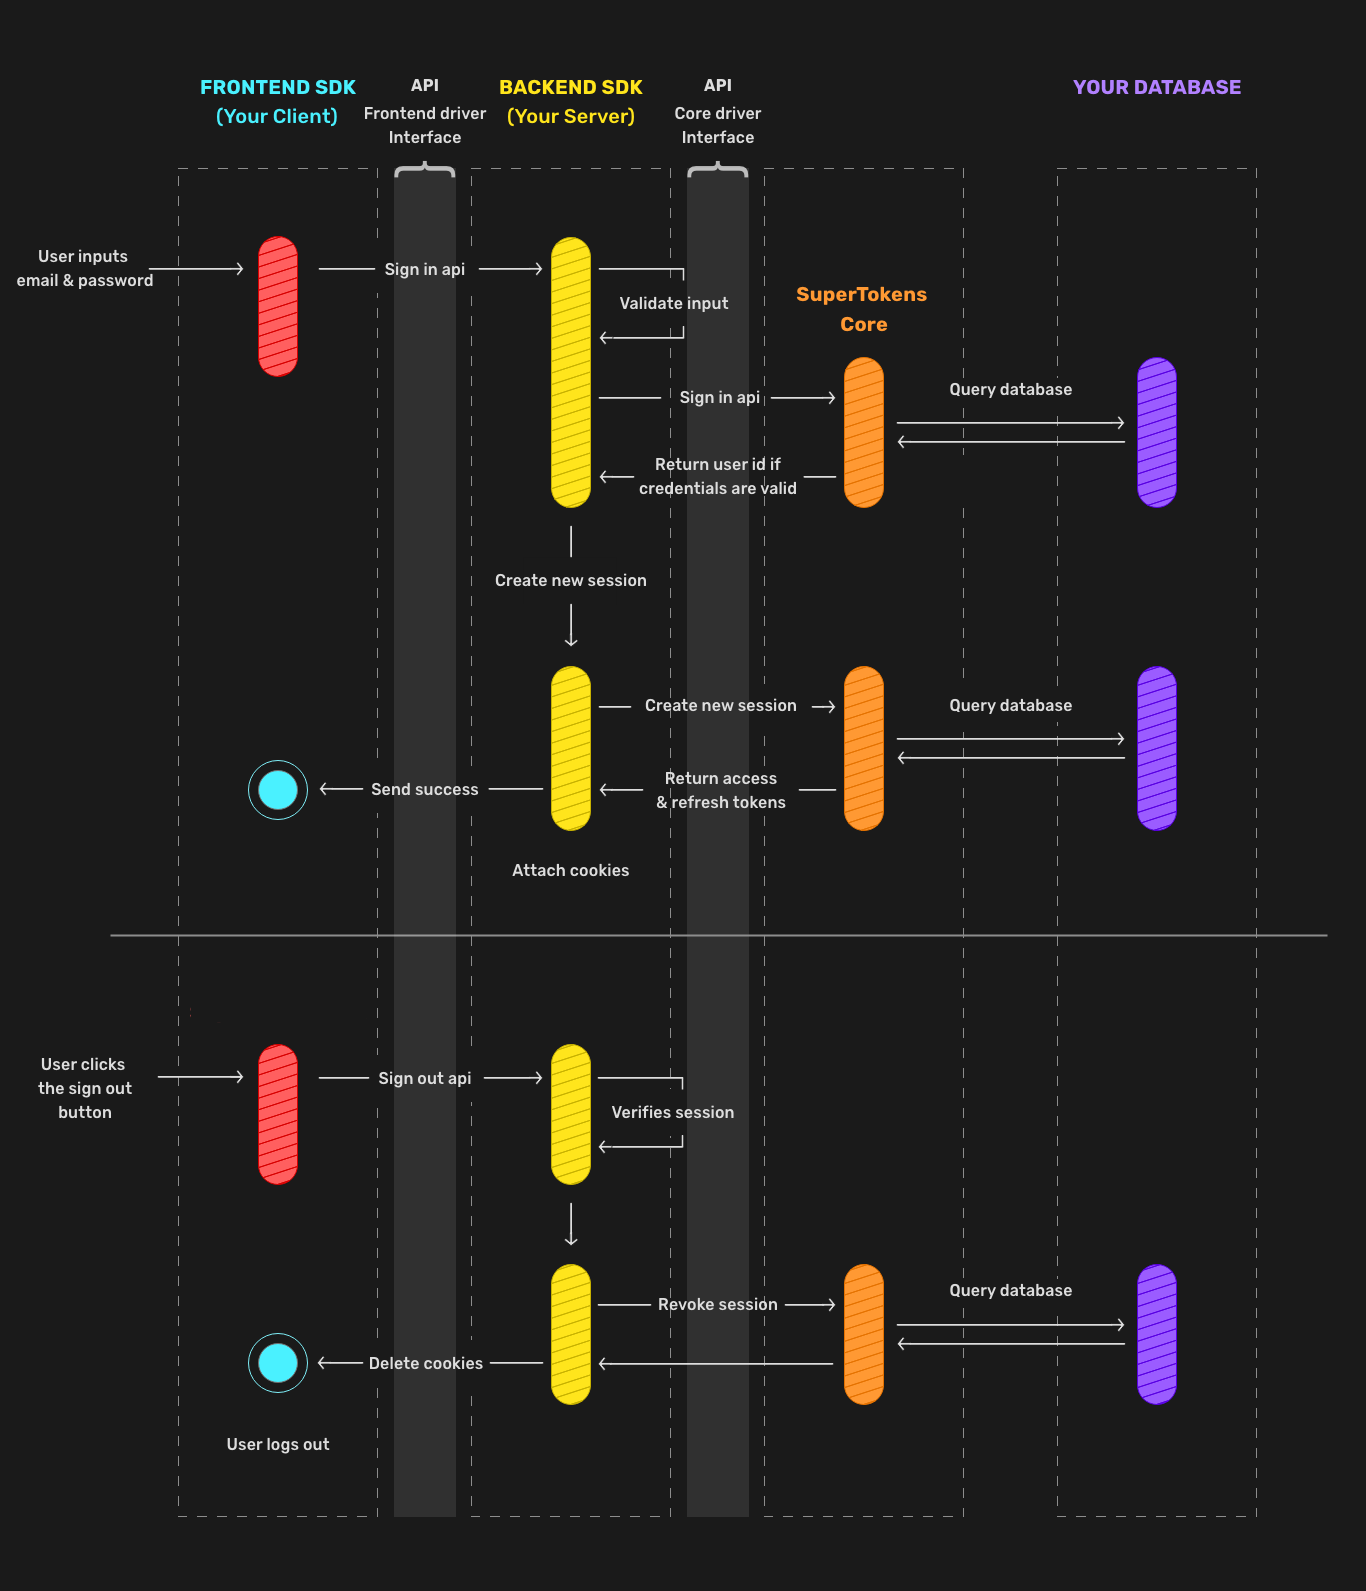 FRONTEND SDK
(Your Client)
API
Frontend driver
Interface
BACKEND SDK
(Your Server)
API
Core driver
Interface
YOUR DATABASE
User inputs
email & password
Sign in api
Validate input
SuperTokens
Core
Sign in api
Query database
Return user id if
credentials are valid
Create new session
Create new session
Query database
Send success
Return access
& refresh tokens
Attach cookies
User clicks
the sign out
button
Sign out api
Verifies session
Revoke session
Query database
Delete cookies
User logs out